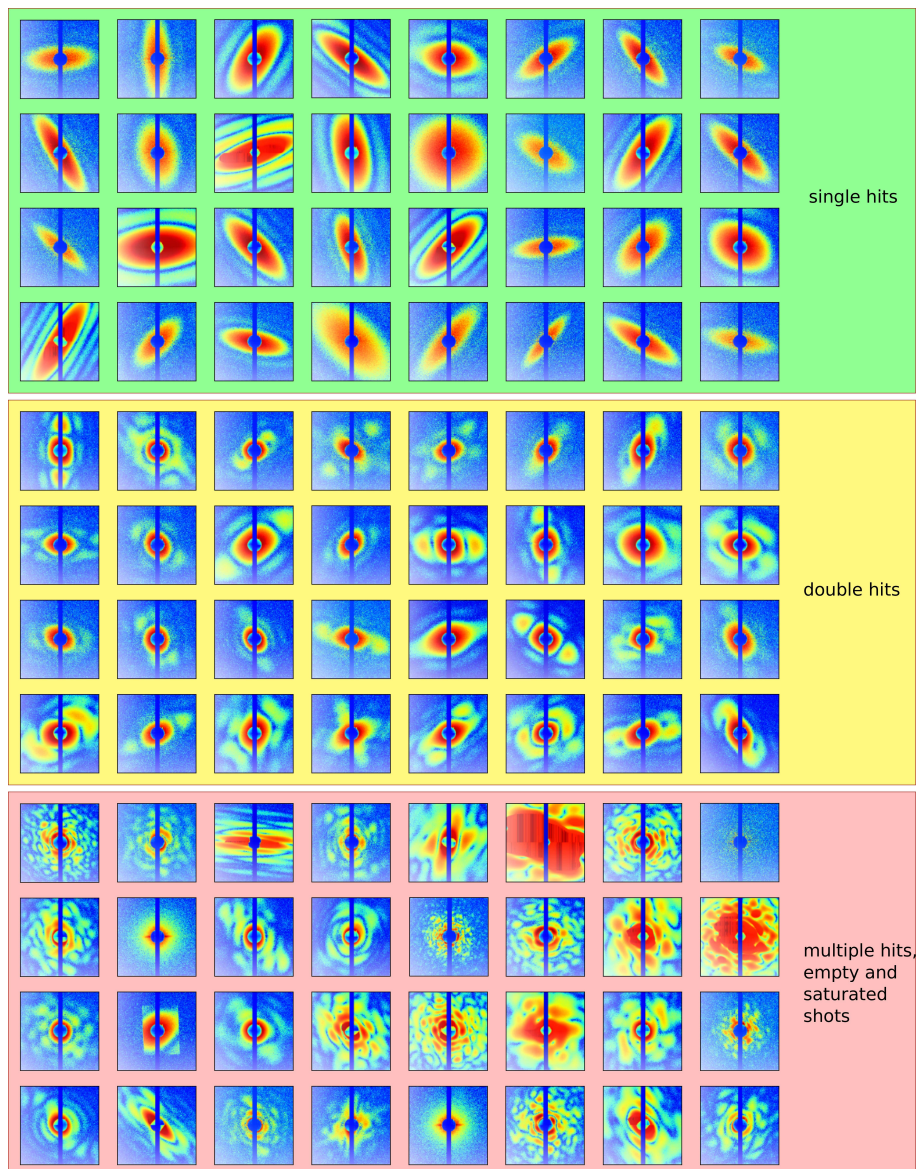 single hits
double hits
multiple hits,
empty and
saturated
shots